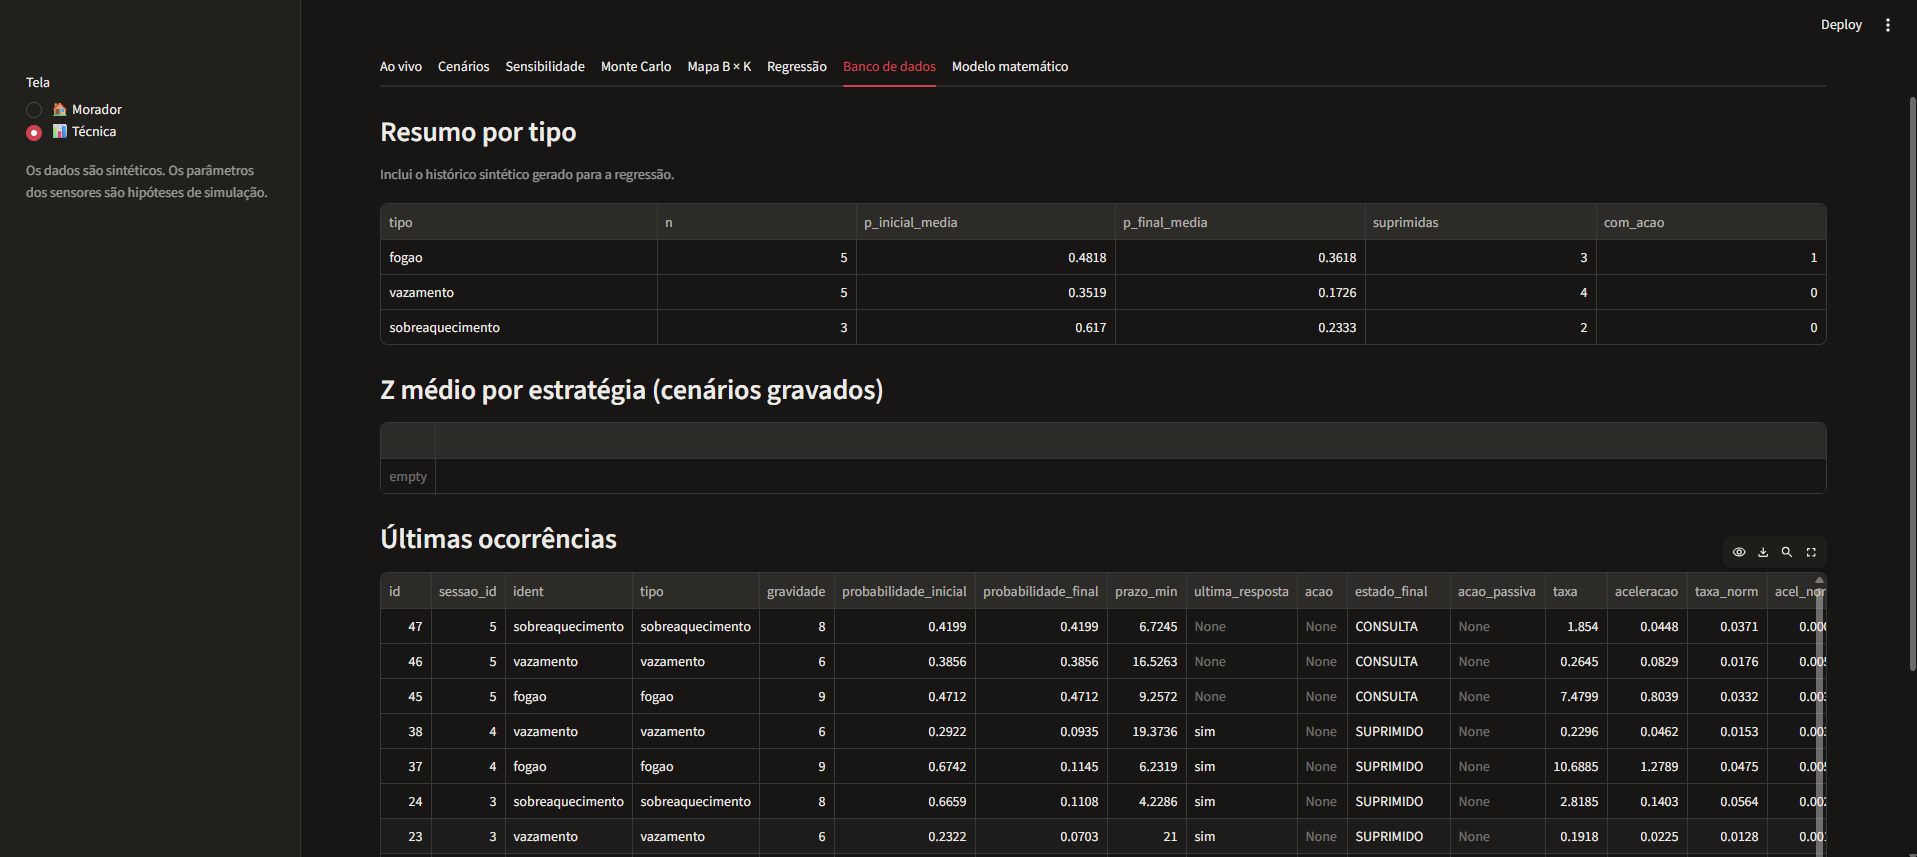 Deploy
Tela
Morador
Técnica
Os dados são sintéticos. Os parâmetros
dos sensores são hipóteses de simulação.
Ao vivo Cenários Sensibilidade Monte Carlo Mapa B × K Regressão Banco de dados Modelo matemático
Resumo por tipo
Inclui o histórico sintético gerado para a regressão.
tipo n p_inicial_media p_final_media suprimidas com_acao
fogao 5 0.4818 0.3618 3 1
vazamento 5 0.3519 0.1726 4 0
sobreaquecimento 3 0.617 0.2333 2 0
Z médio por estratégia (cenários gravados)
empty
Últimas ocorrências
id sessao_id ident tipo gravidade probabilidade_inicial probabilidade_final prazo_min ultima_resposta acao estado_final acao_passiva taxa aceleracao taxa_norm
47 5 sobreaquecimento sobreaquecimento 8 0.4199 0.4199 6.7245 None None CONSULTA None 1.854 0.0448 0.0371
46 5 vazamento vazamento 6 0.3856 0.3856 16.5263 None None CONSULTA None 0.2645 0.0829 0.0176
45 5 fogao fogao 9 0.4712 0.4712 9.2572 None None CONSULTA None 7.4799 0.8039 0.0332
38 4 vazamento vazamento 6 0.2922 0.0935 19.3736 sim None SUPRIMIDO None 0.2296 0.0462 0.0153
37 4 fogao fogao 9 0.6742 0.1145 6.2319 sim None SUPRIMIDO None 10.6885 1.2789 0.0475
24 3 sobreaquecimento sobreaquecimento 8 0.6659 0.1108 4.2286 sim None SUPRIMIDO None 2.8185 0.1403 0.0564
23 3 vazamento vazamento 6 0.2322 0.0703 21 sim None SUPRIMIDO None 0.1918 0.0225 0.0128